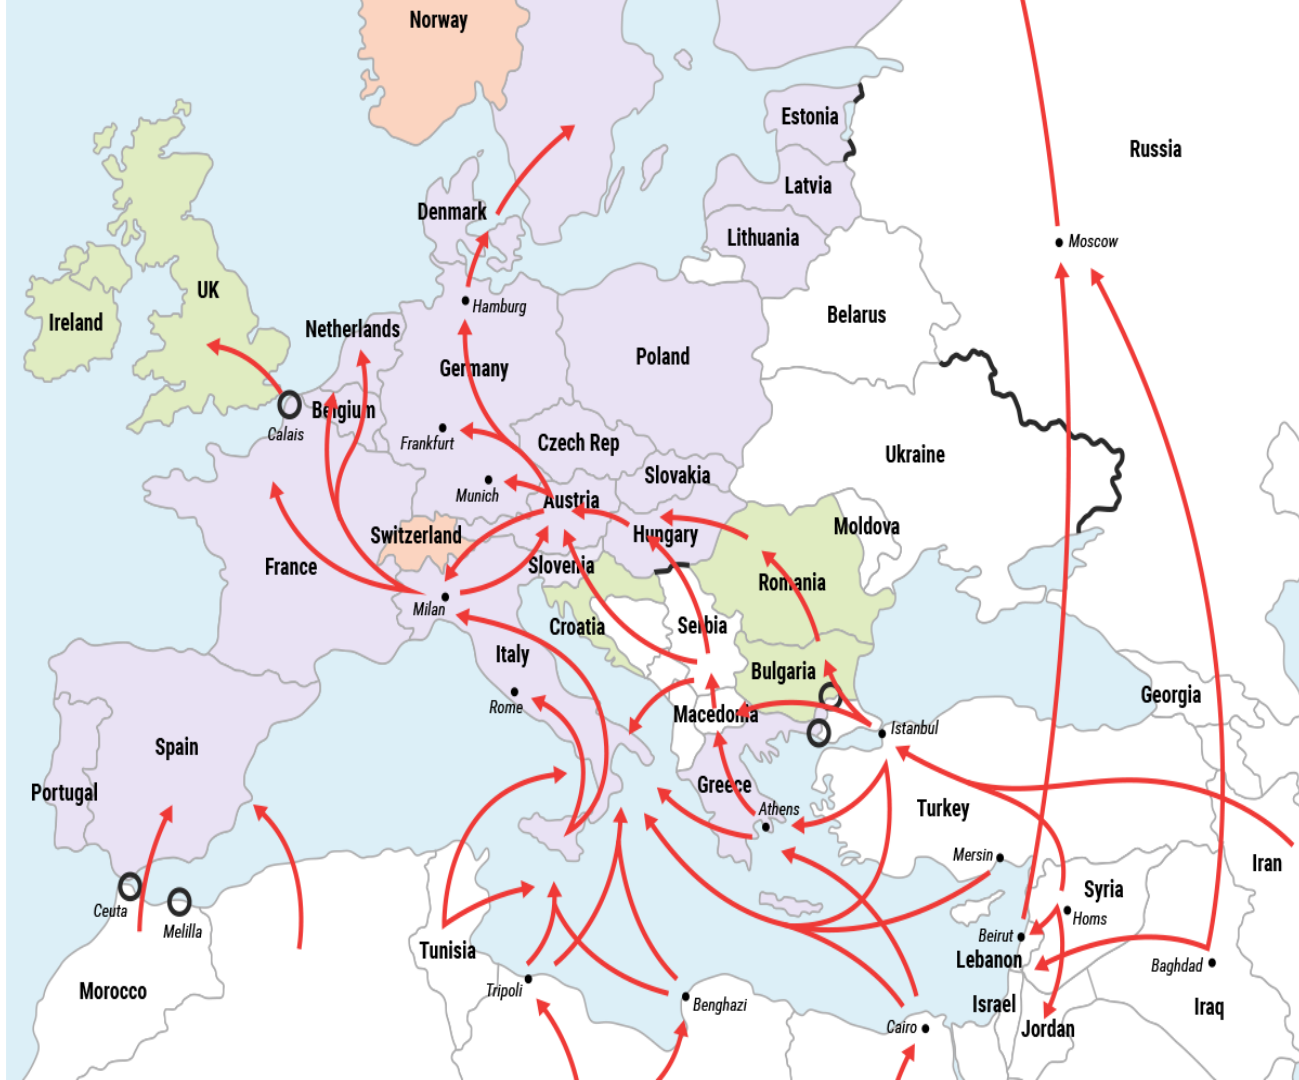 Norway
Estonia
Russia
Latvia
Denmark
Lithuania
Moscow
UK
Hamburg
Ireland
Netherlands
Belarus
Germany
Poland
Belgium
Calais
Frankfurt
Czech Rep
Ukraine
Slovakia
Munich
Austria
Switzerland
Hungary
Moldova
France
Slovenia
Romania
Milan
Croatia
Serbia
Italy
Bulgaria
Georgia
Rome
Macedonia
Istanbul
Spain
Portugal
Greece
Athens
Turkey
Mersin
Iran
Syria
Ceuta
Homs
Melilla
Beirut
Tunisia
Lebanon
Baghdad
Morocco
Tripoli
Benghazi
Israel
Iraq
Cairo
Jordan